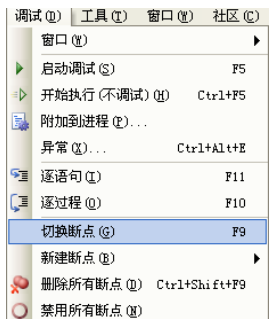 调试(D) 工具(T) 窗口(W) 社区(C)
窗口(W)
启动调试(S) F5
开始执行(不调试)(H) Ctrl+F5
附加到进程(P)...
异常(X)... Ctrl+Alt+E
逐语句(I) F11
逐过程(O) F10
切换断点(G) F9
新建断点(B)
删除所有断点(D) Ctrl+Shift+F9
禁用所有断点(N)